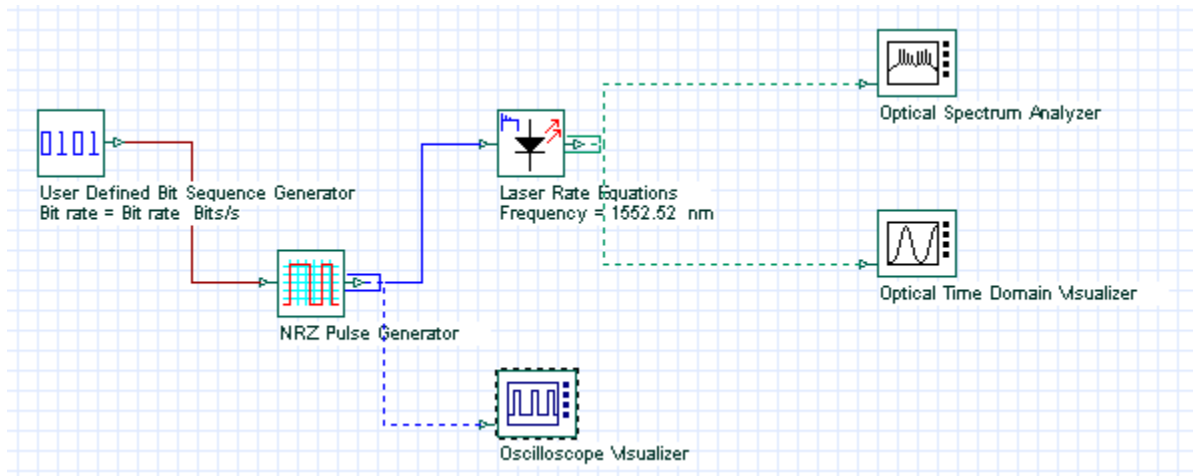 Optical Spectrum Analyzer
0101
User Defined Bit Sequence Generator
Bit rate = Bit rate Bits/s
Laser Rate Equations
Frequency = 1552.52 nm
Optical Time Domain Visualizer
NRZ Pulse Generator
Oscilloscope Visualizer